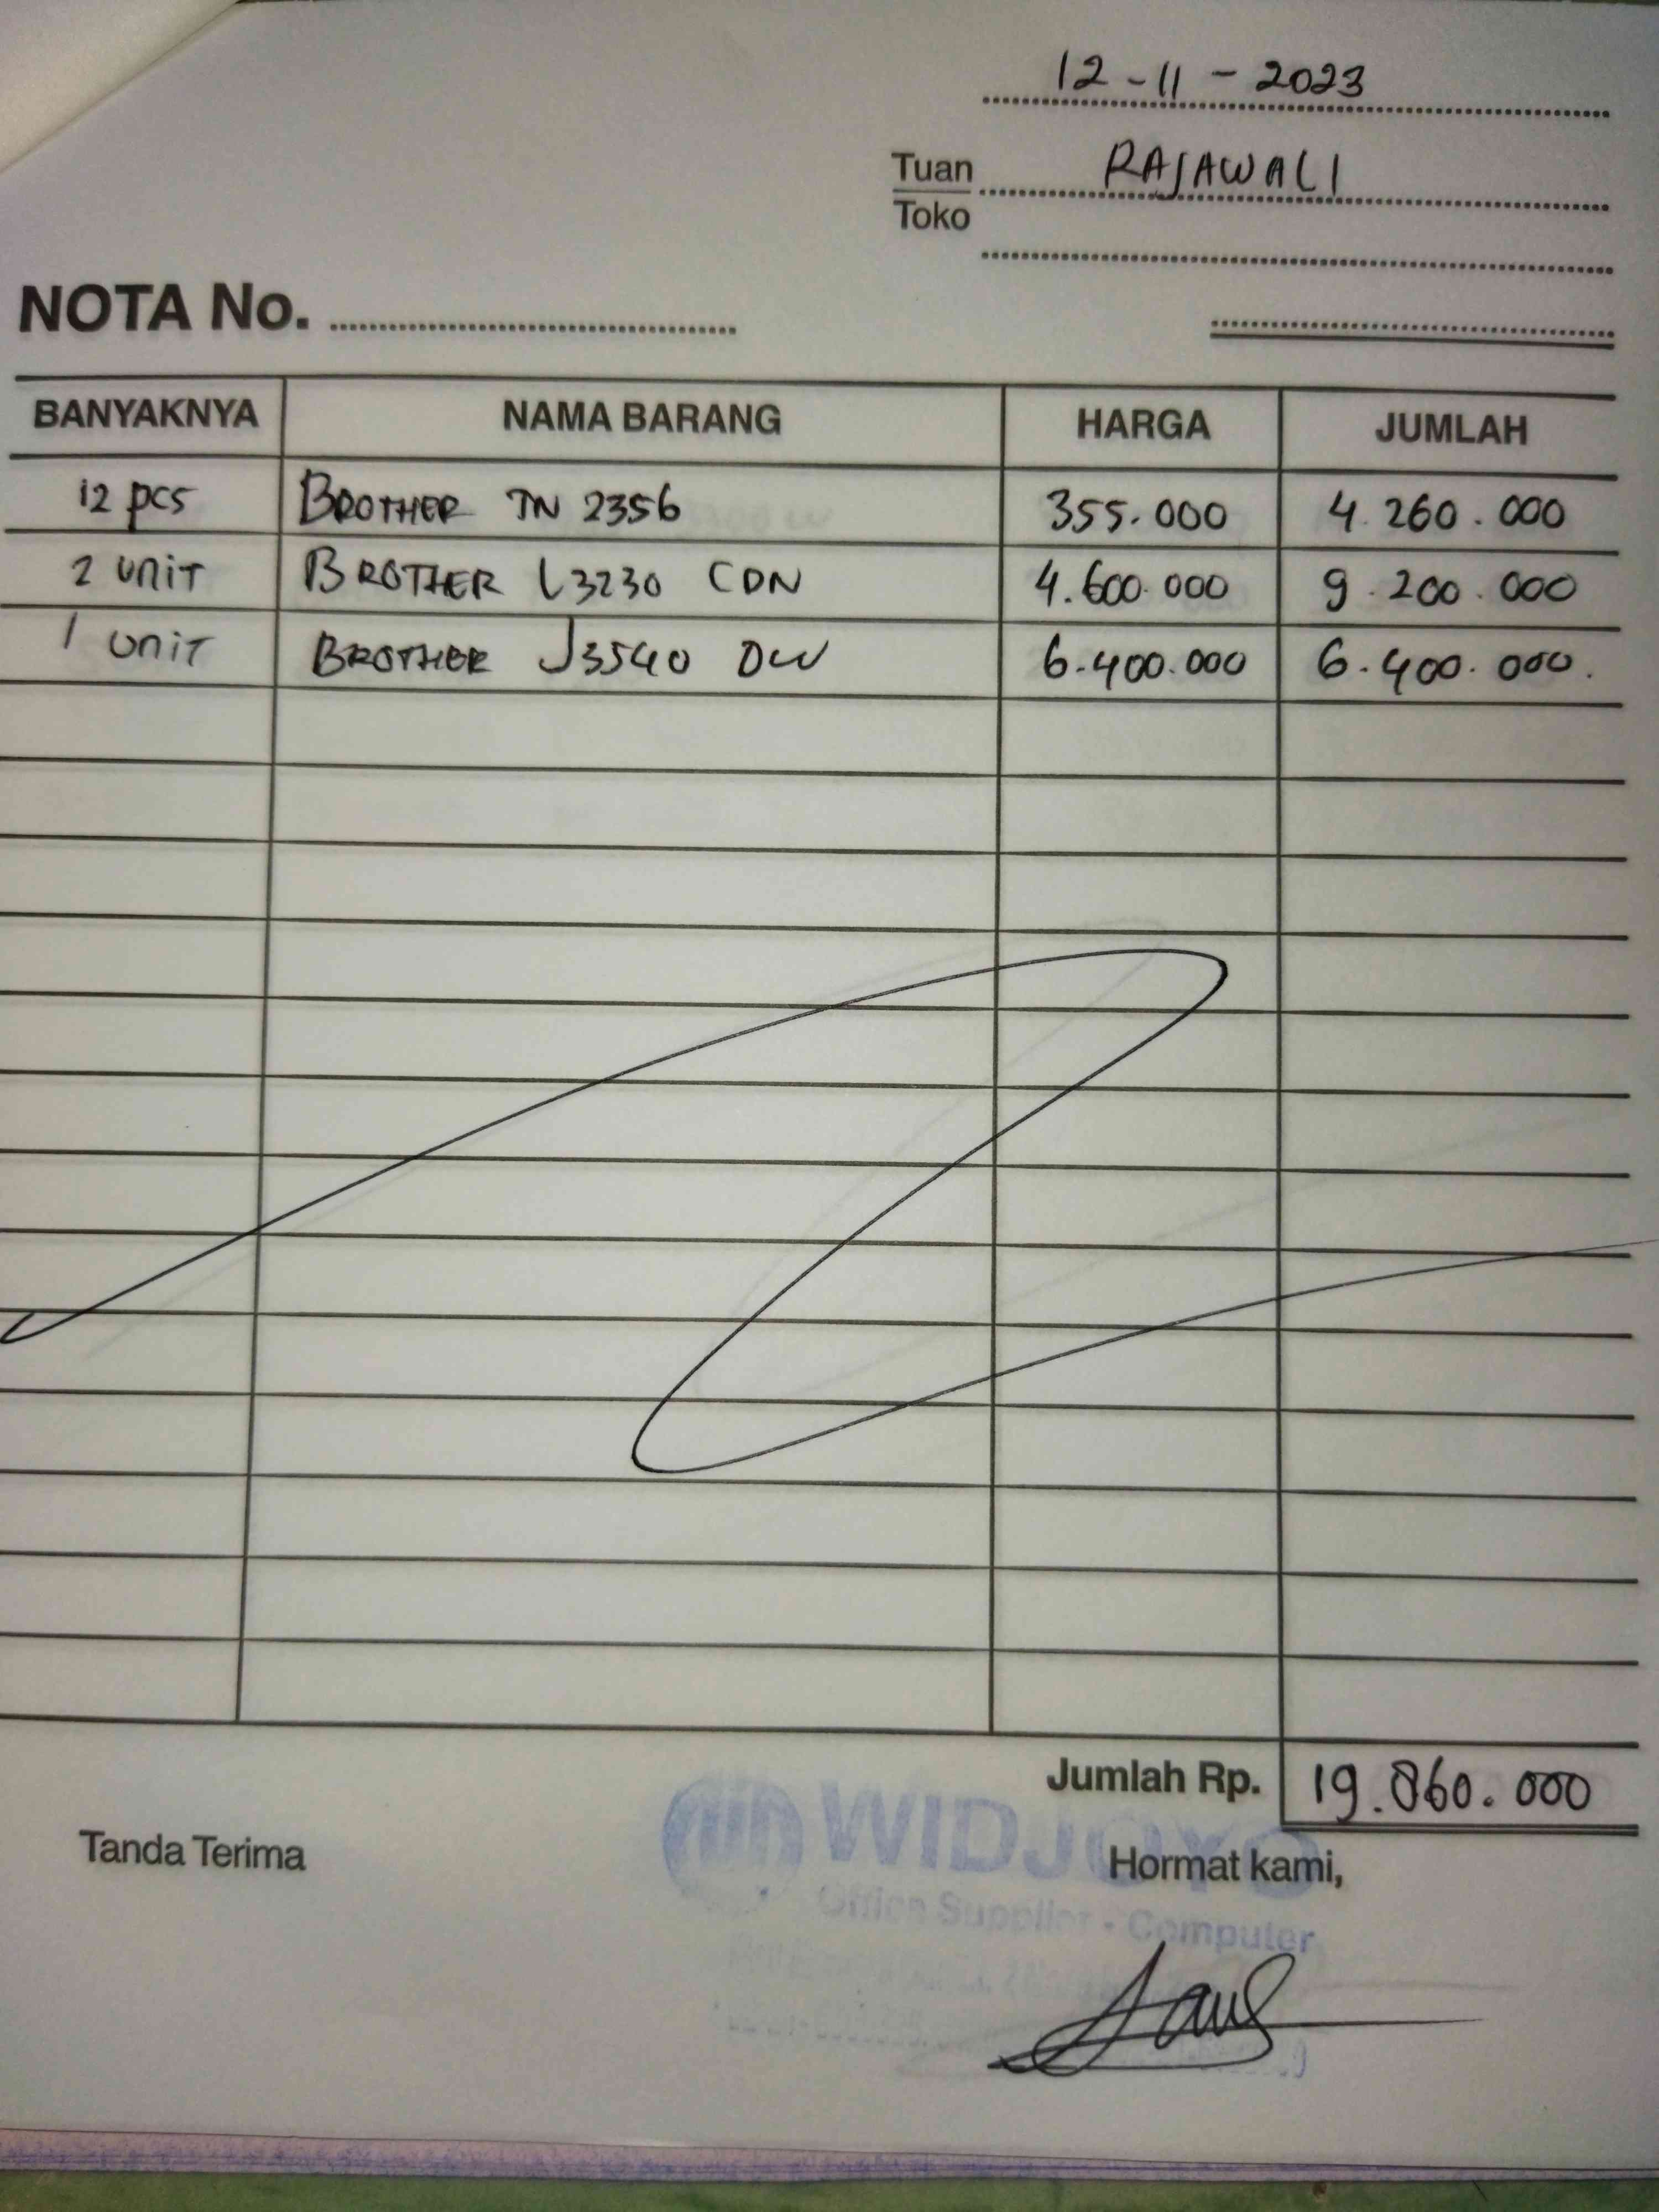 12 - 11 - 2023
Tuan RAJAWALI
Toko
NOTA No.
BANYAKNYA NAMA BARANG HARGA JUMLAH
12 pcs BROTHER TN 2356 355.000 4.260.000
2 unit BROTHER L3230 CDN 4.600.000 9.200.000
1 unit BROTHER J3540 DW 6.400.000 6.400.000.
Jumlah Rp. 19.860.000
WIDJOYO
Tanda Terima Hormat kami,
Office Supplier - Computer